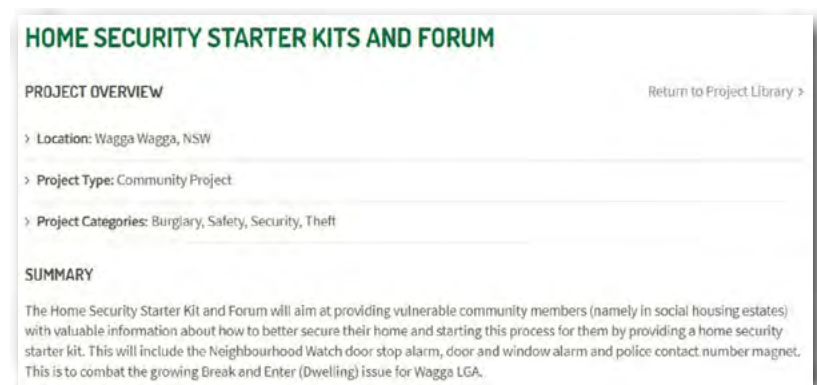 HOME SECURITY STARTER KITS AND FORUM
PROJECT OVERVIEW
Return to Project Library >
> Location: Wagga Wagga, NSW
> Project Type: Community Project
> Project Categories: Burglary, Safety, Security, Theft
SUMMARY
The Home Security Starter Kit and Forum will aim at providing vulnerable community members (namely in social housing estates)
with valuable information about how to better secure their home and starting this process for them by providing a home security
starter kit. This will include the Neighbourhood Watch door stop alarm, door and window alarm and police contact number magnet.
This is to combat the growing Break and Enter (Dwelling) issue for Wagga LGA.